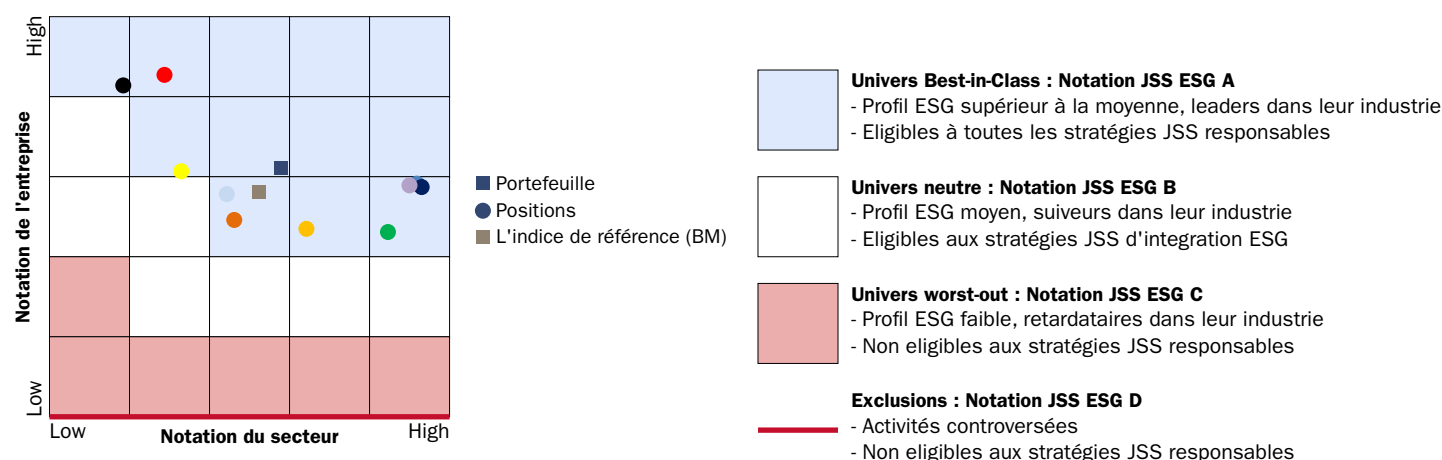 High
Notation de l'entreprise
Low
Low
Notation du secteur
High
Portefeuille
Positions
L'indice de référence (BM)
Univers Best-in-Class : Notation JSS ESG A
- Profil ESG supérieur à la moyenne, leaders dans leur industrie
- Eligibles à toutes les stratégies JSS responsables
Univers neutre : Notation JSS ESG B
- Profil ESG moyen, suiveurs dans leur industrie
- Eligibles aux stratégies JSS d'integration ESG
Univers worst-out : Notation JSS ESG C
- Profil ESG faible, retardataires dans leur industrie
- Non eligibles aux stratégies JSS responsables
Exclusions : Notation JSS ESG D
- Activités controversées
- Non eligibles aux stratégies JSS responsables